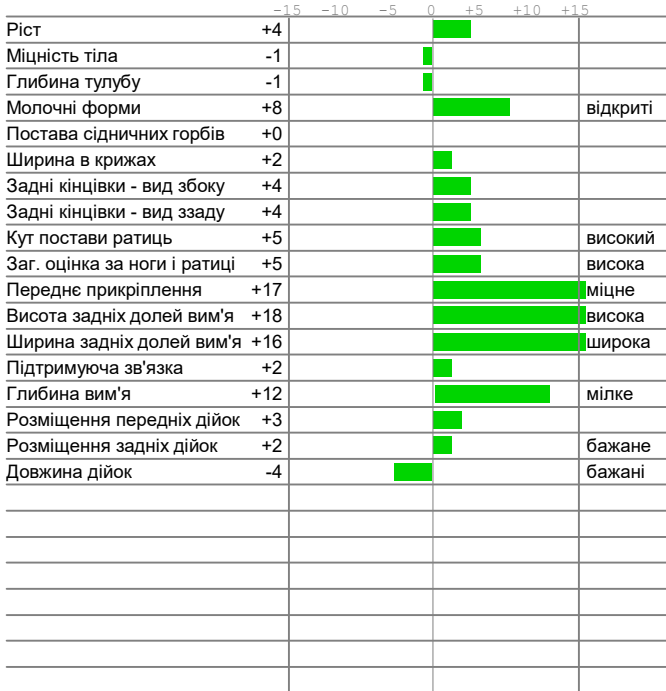 -15 -10 -5 0 +5 +10 +15
Ріст +4
Міцність тіла -1
Глибина тулубу -1
Молочні форми +8 відкриті
Постава сідничних горбів +0
Ширина в крижах +2
Задні кінцівки - вид збоку +4
Задні кінцівки - вид ззаду +4
Кут постави ратиць +5 високий
Заг. оцінка за ноги і ратиці +5 висока
Переднє прикріплення +17 міцне
Висота задніх долей вим'я +18 висока
Ширина задніх долей вим'я +16 широка
Підтримуюча зв'язка +2
Глибина вим'я +12 мілке
Розміщення передніх дійок +3
Розміщення задніх дійок +2 бажане
Довжина дійок -4 бажані